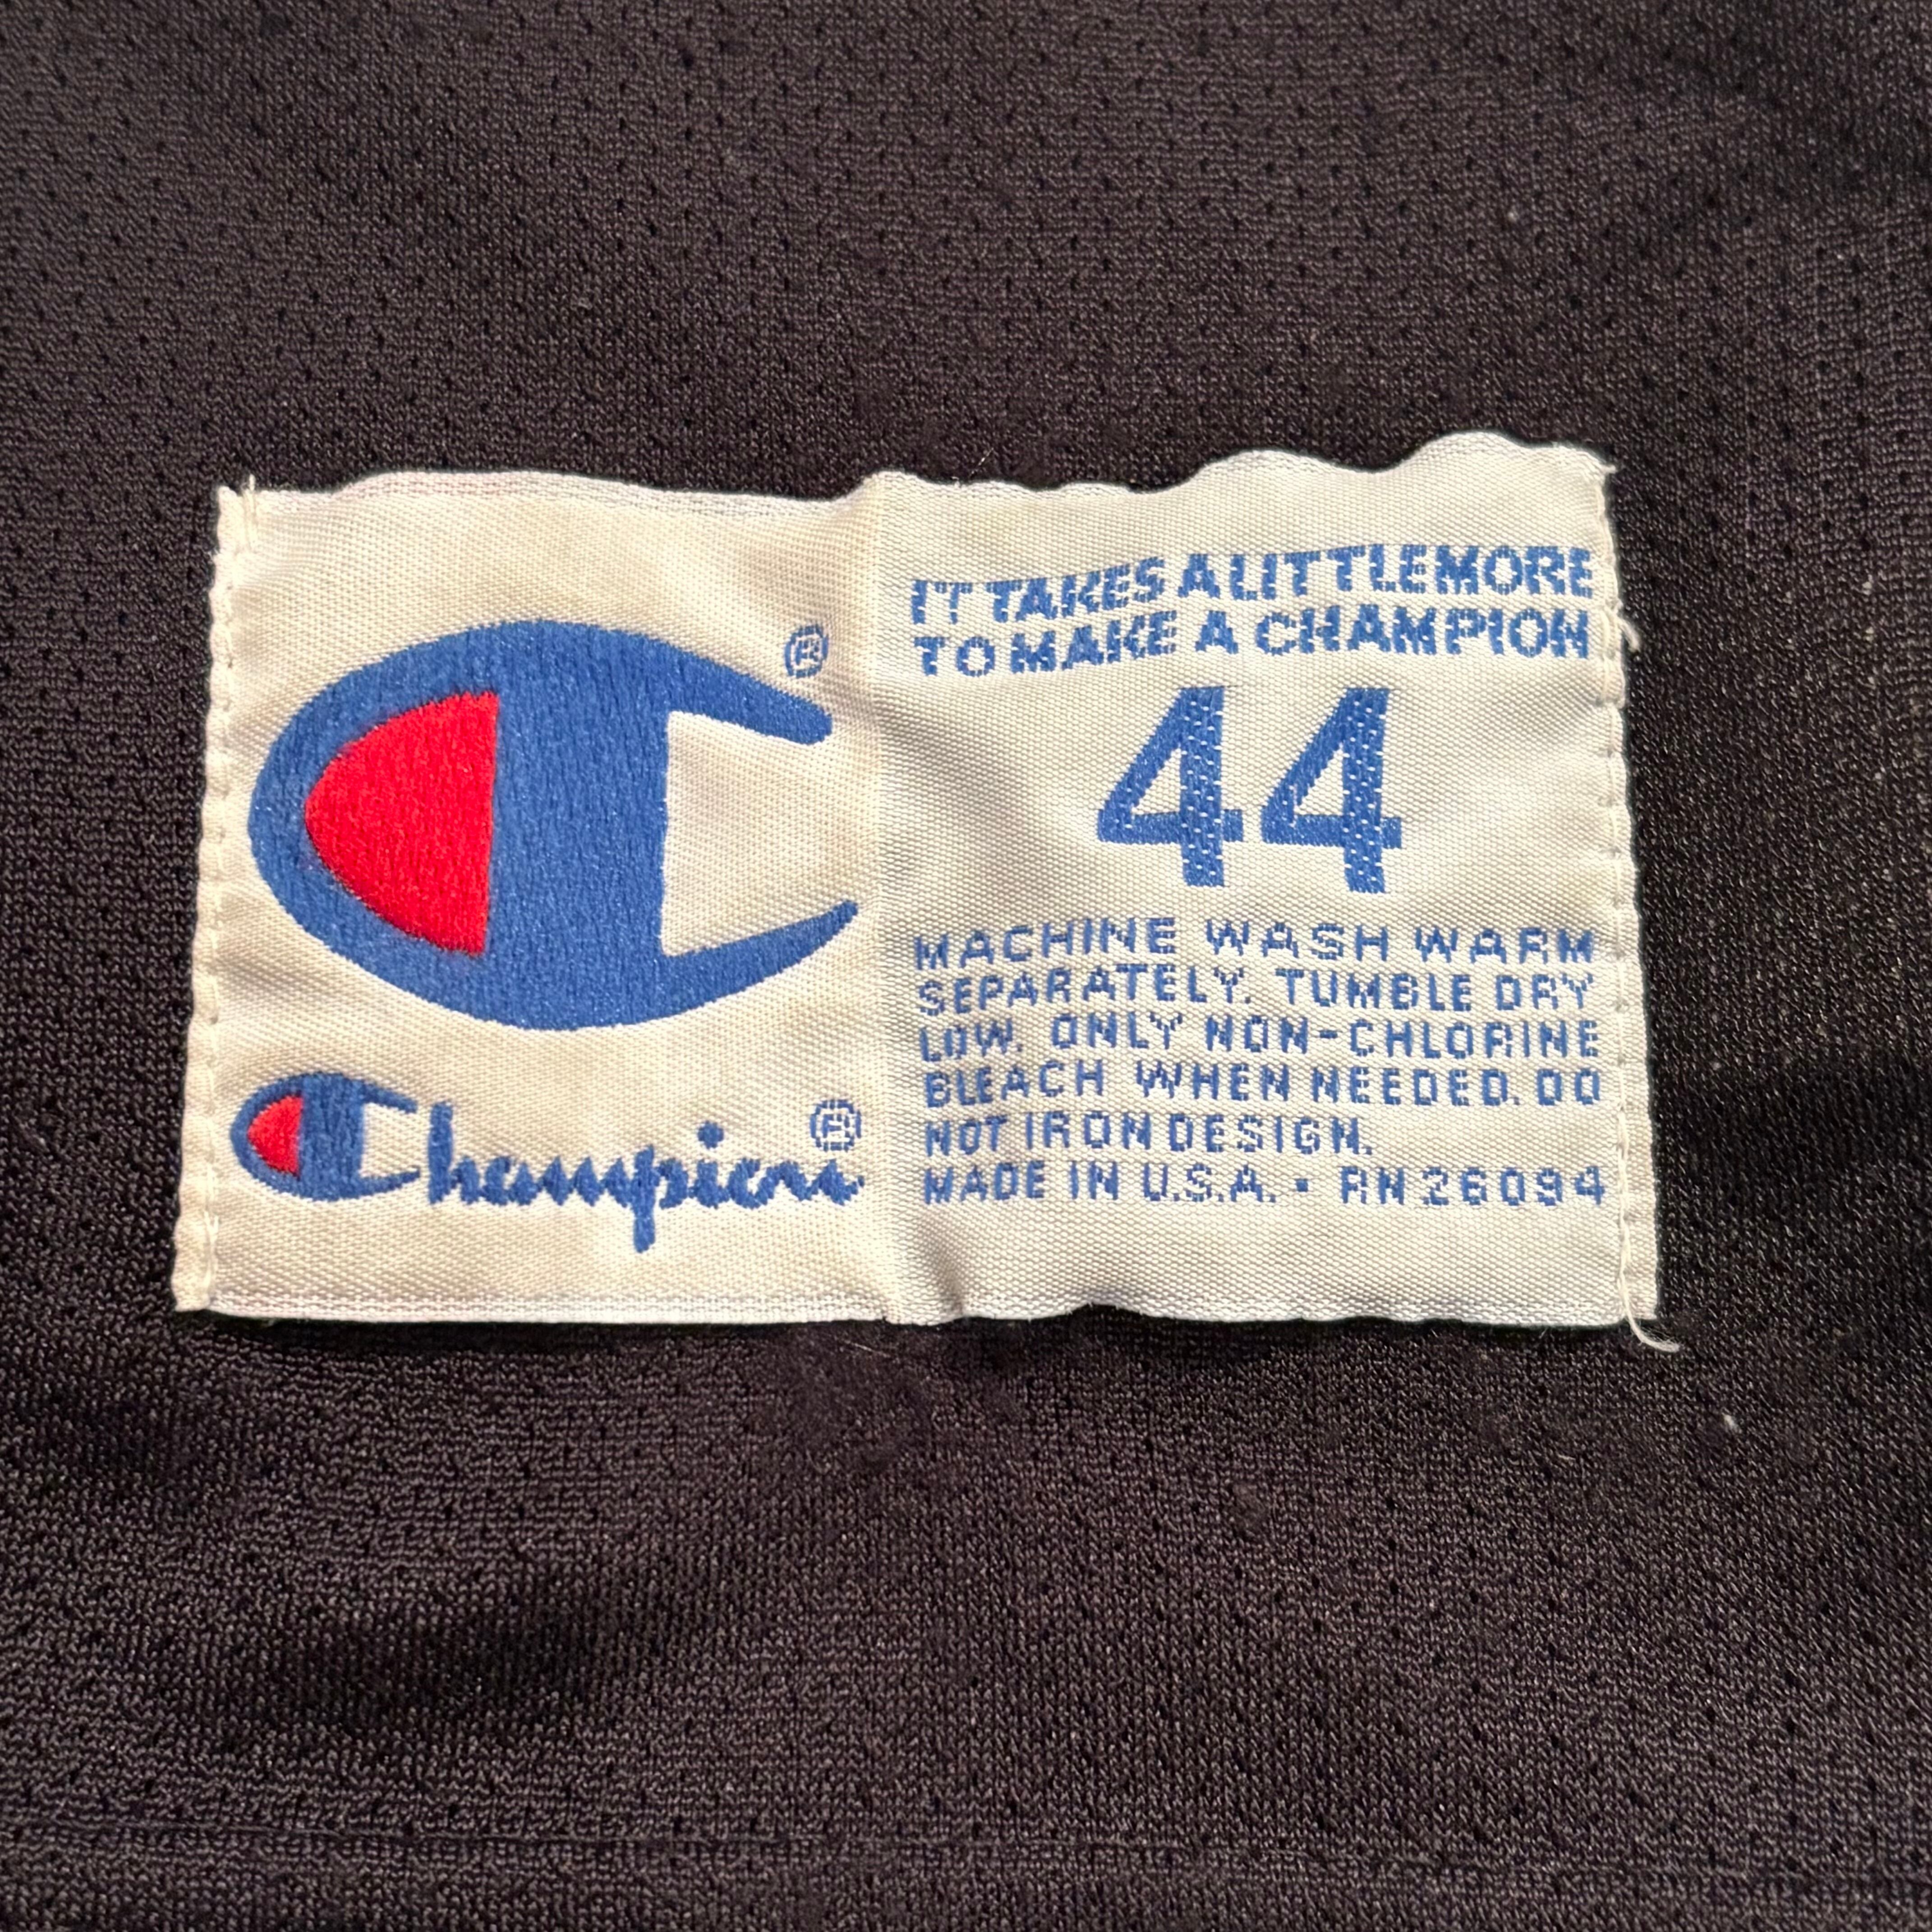 ®
Champion®
IT TAKES A LITTLE MORE
TO MAKE A CHAMPION
44
MACHINE WASH WARM
SEPARATELY. TUMBLE DRY
LOW. ONLY NON-CHLORINE
BLEACH WHEN NEEDED. DO
NOT IRON DESIGN.
MADE IN U.S.A. • RN 26094